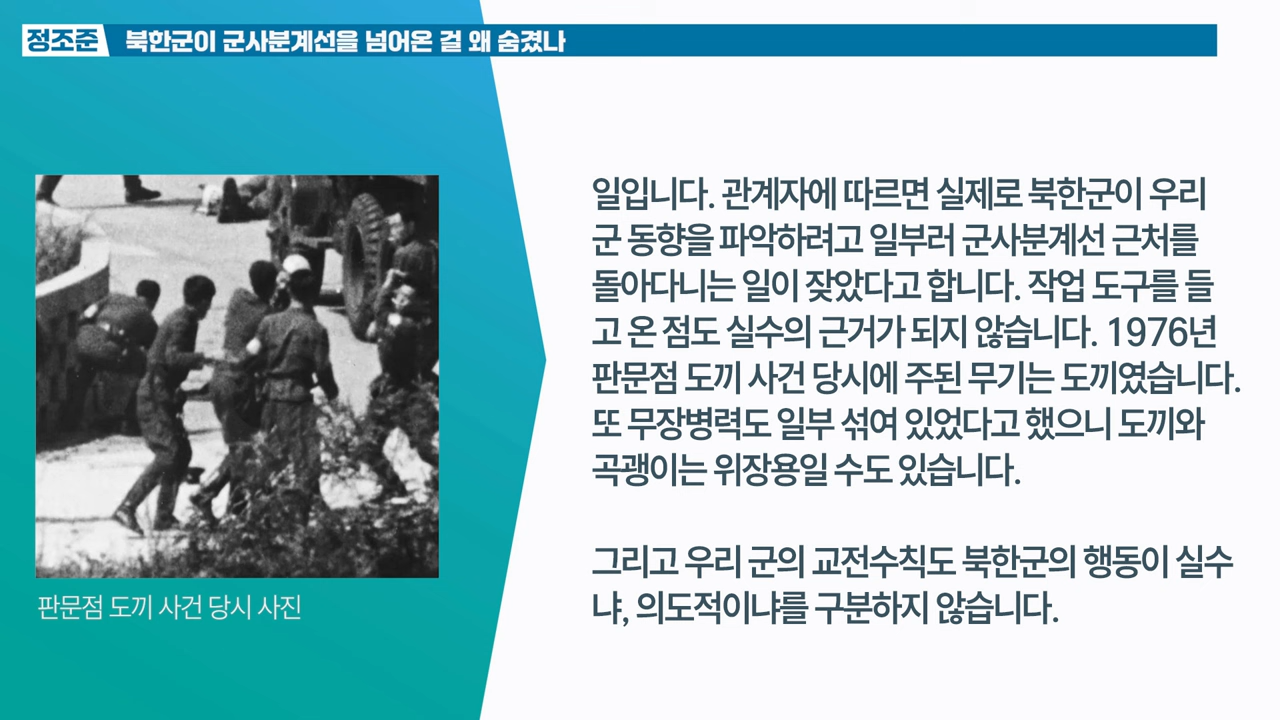 정조준 북한군이 군사분계선을 넘어온 걸 왜 숨겼나
일입니다. 관계자에 따르면 실제로 북한군이 우리
군 동향을 파악하려고 일부러 군사분계선 근처를
돌아다니는 일이 잦았다고 합니다. 작업 도구를 들
고 온 점도 실수의 근거가 되지 않습니다. 1976년
판문점 도끼 사건 당시에 주된 무기는 도끼였습니다.
또 무장병력도 일부 섞여 있었다고 했으니 도끼와
곡괭이는 위장용일 수도 있습니다.
그리고 우리 군의 교전수칙도 북한군의 행동이 실수
냐, 의도적이냐를 구분하지 않습니다.
판문점 도끼 사건 당시 사진